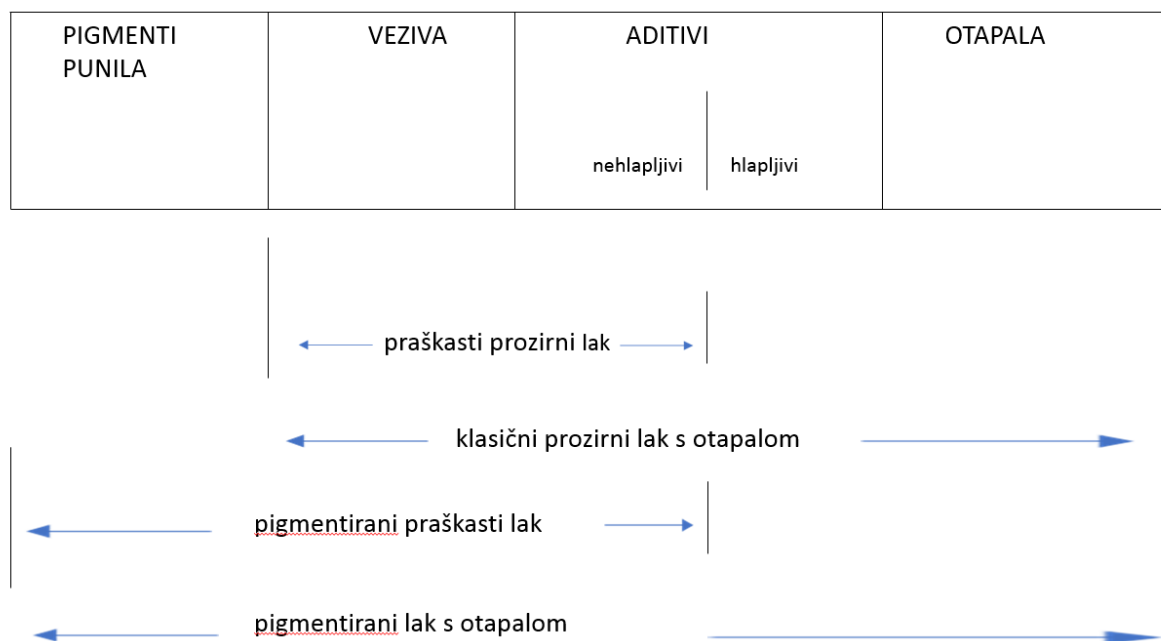 PIGMENTI
PUNILA
VEZIVA
ADITIVI
OTAPALA
nehlapljivi
hlapljivi
praškasti prozirni lak
klasični prozirni lak s otapalom
pigmentirani praškasti lak
pigmentirani lak s otapalom